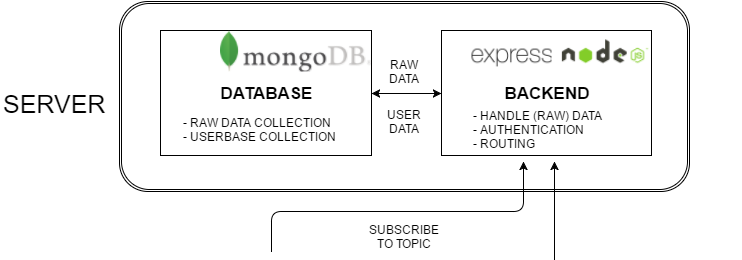 SERVER
mongoDB
DATABASE
- RAW DATA COLLECTION
- USERBASE COLLECTION
RAW
DATA
USER
DATA
express node JS
BACKEND
- HANDLE (RAW) DATA
- AUTHENTICATION
- ROUTING
SUBSCRIBE
TO TOPIC